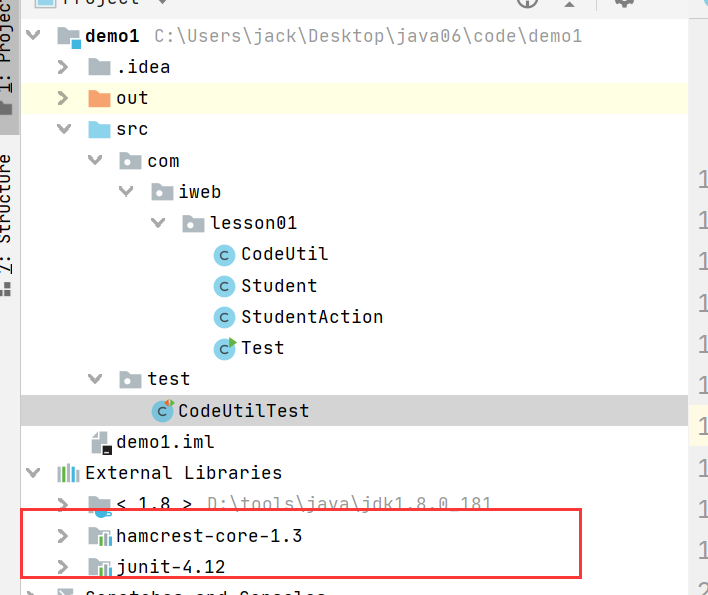 Project
demo1 C:\Users\jack\Desktop\java06\code\demo1
.idea
out
src
com
iweb
lesson01
CodeUtil
Student
StudentAction
Test
test
CodeUtilTest
demo1.iml
External Libraries
< 1.8 > D:\tools\java\jdk1.8.0_181
hamcrest-core-1.3
junit-4.12
Scratches and Consoles
1: Project
7: Structure